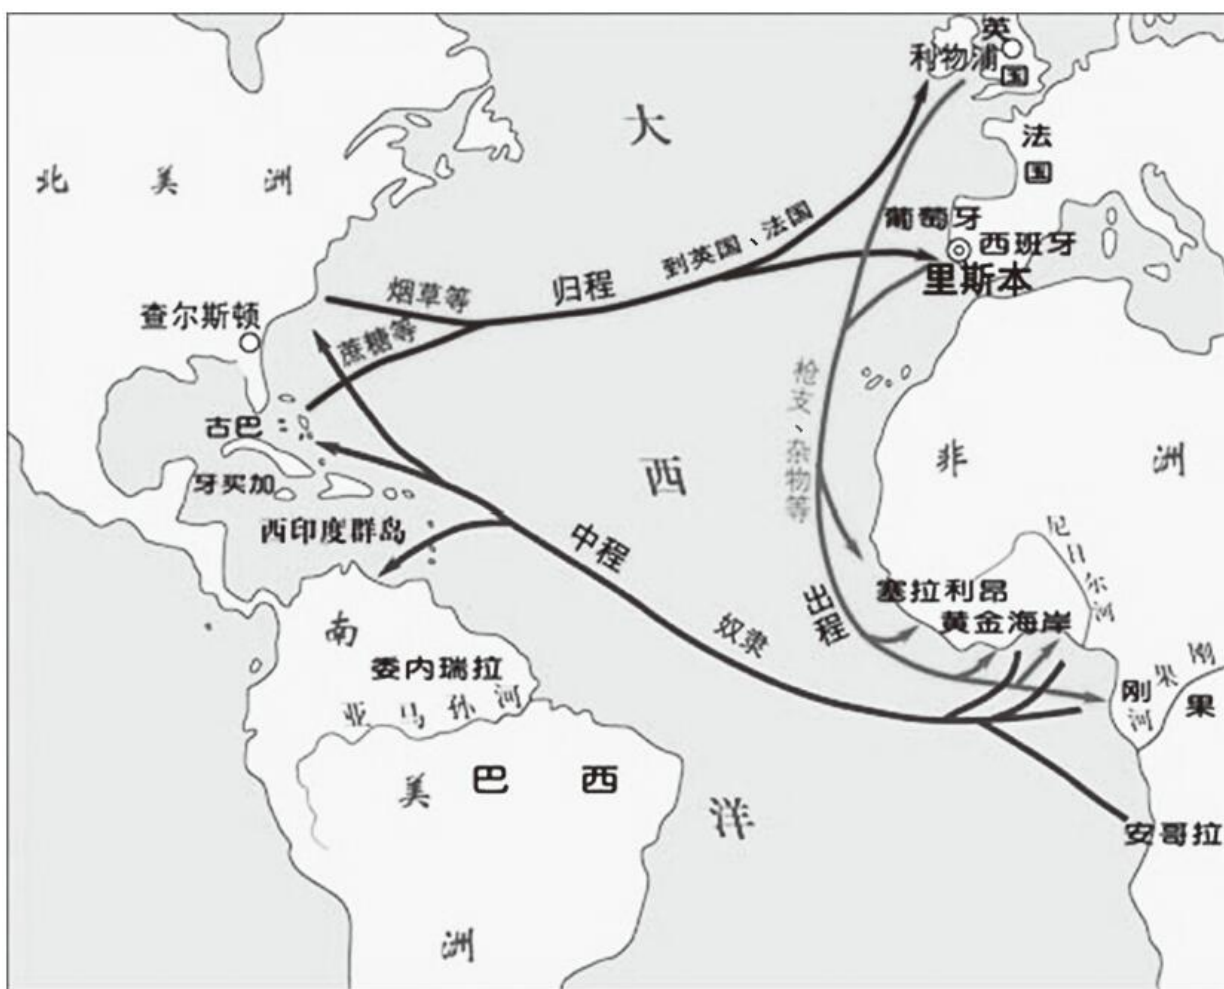 英国
利物浦
大
法国
北美洲
葡萄牙
西班牙
里斯本
到英国、法国
归程
烟草等
蔗糖等
查尔斯顿
枪支、杂物等
古巴
牙买加
西印度群岛
西
非洲
中程
尼日尔河
塞拉利昂
黄金海岸
出程
奴隶
南
委内瑞拉
亚马孙河
刚果河
刚果
美
巴西
洋
安哥拉
洲